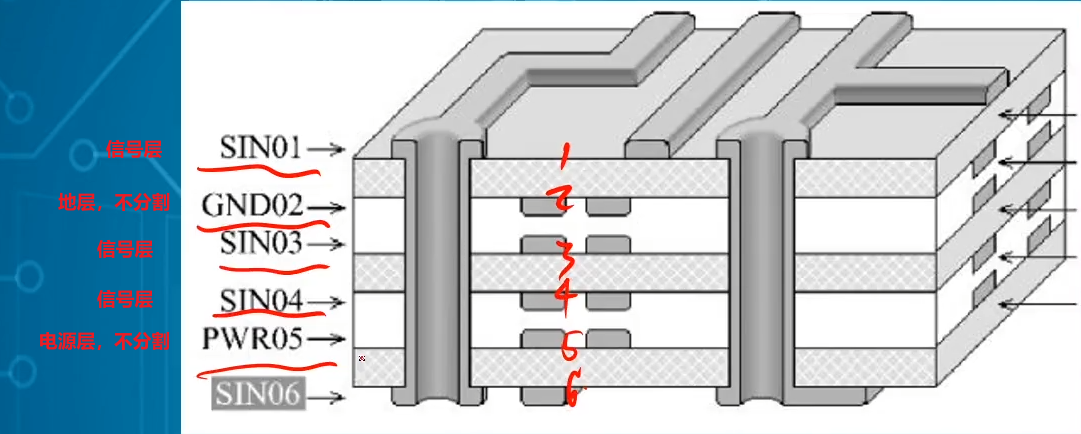 信号层 SIN01
地层，不分割 GND02
信号层 SIN03
信号层 SIN04
电源层，不分割 PWR05
SIN06
1
2
3
4
5
6